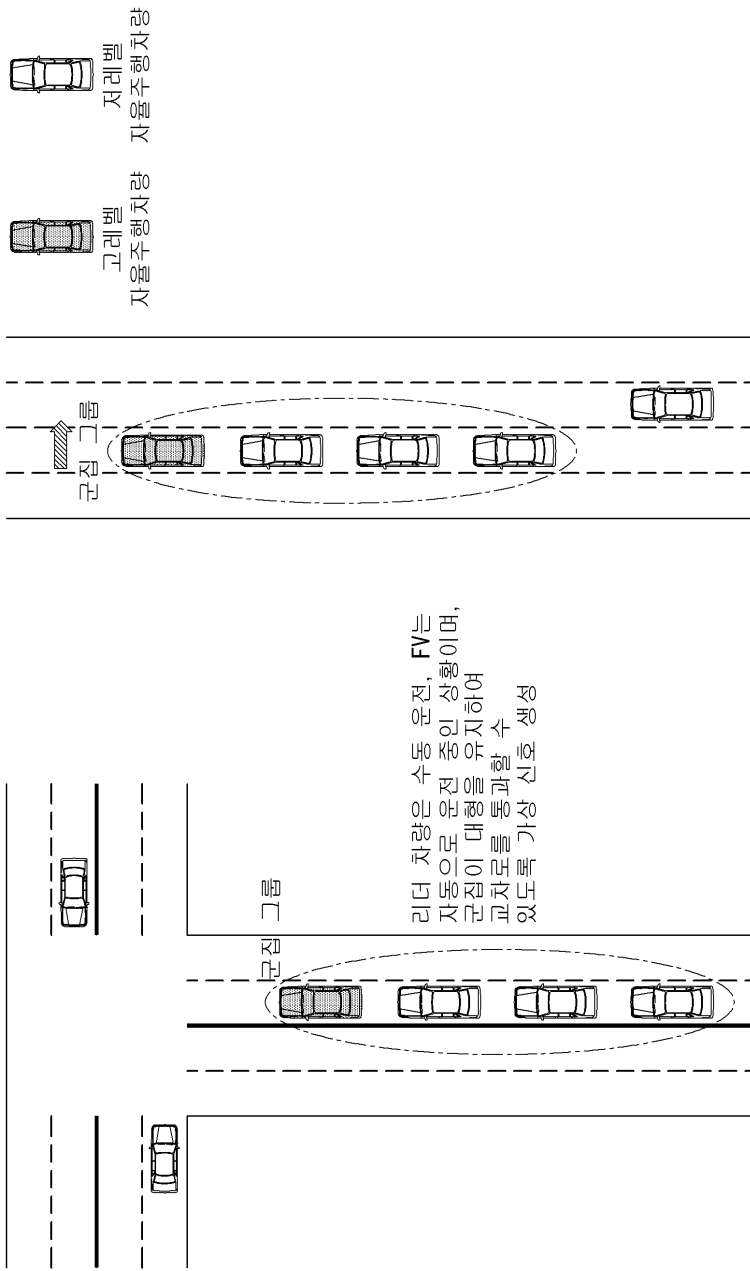 저레벨
자율주행차량
고레벨
자율주행차량
군집 그룹
군집 그룹
리더 차량은 수동 운전, FV는
자동으로 운전 중인 상황이며,
군집이 대형을 유지하여
교차로를 통과할 수
있도록 가상 신호 생성